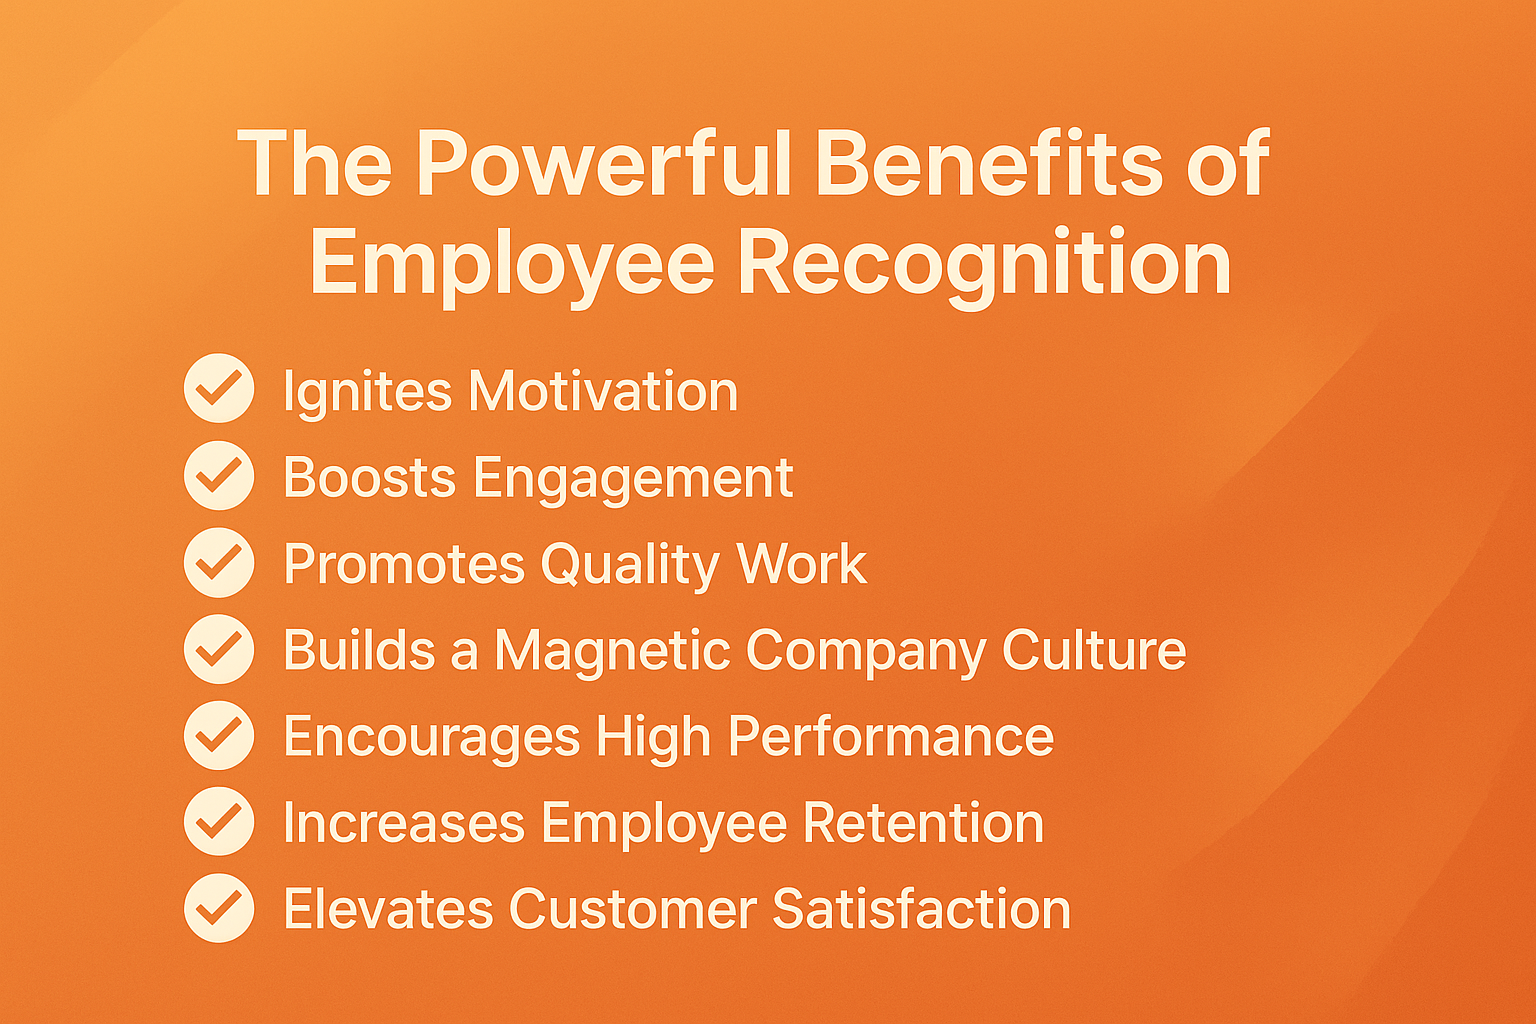 The Powerful Benefits of
Employee Recognition
Ignites Motivation
Boosts Engagement
Promotes Quality Work
Builds a Magnetic Company Culture
Encourages High Performance
Increases Employee Retention
Elevates Customer Satisfaction